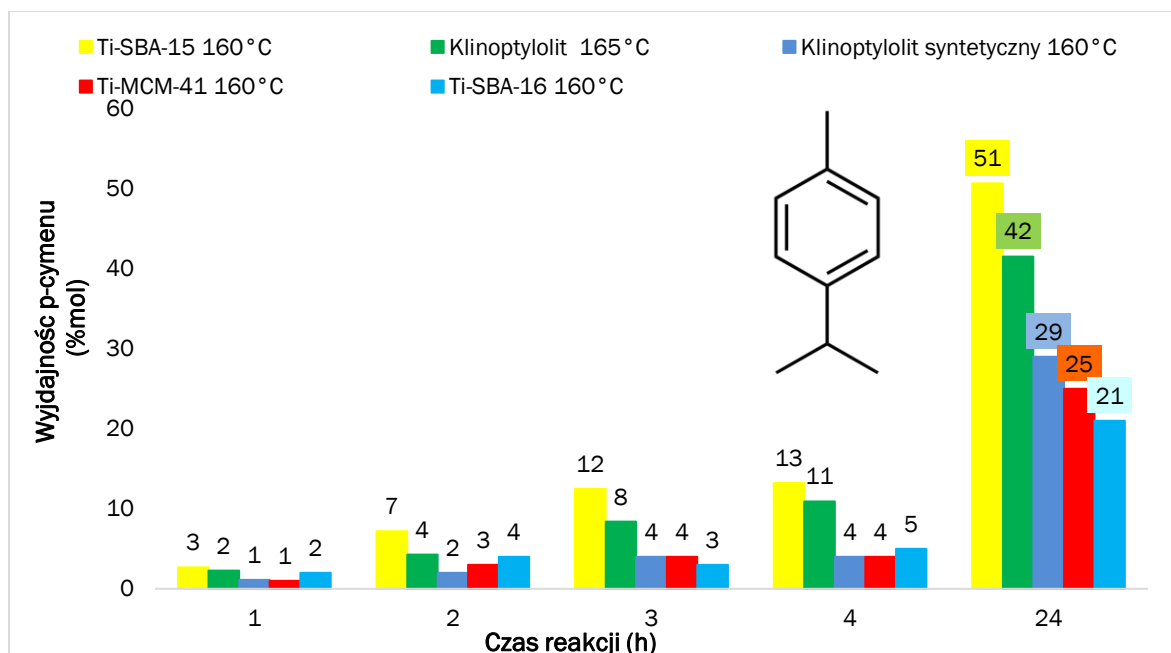 Ti-SBA-15 160°C
Klinoptylolit 165°C
Klinoptylolit syntetyczny 160°C
Ti-MCM-41 160°C
Ti-SBA-16 160°C
Wyjdajnośc p-cymenu
(%mol)
60
50
40
30
20
10
0
3 2 1 1 2
7 4 2 3 4
12 8 4 4 3
13 11 4 4 5
51 42 29 25 21
1 2 3 4 24
Czas reakcji (h)